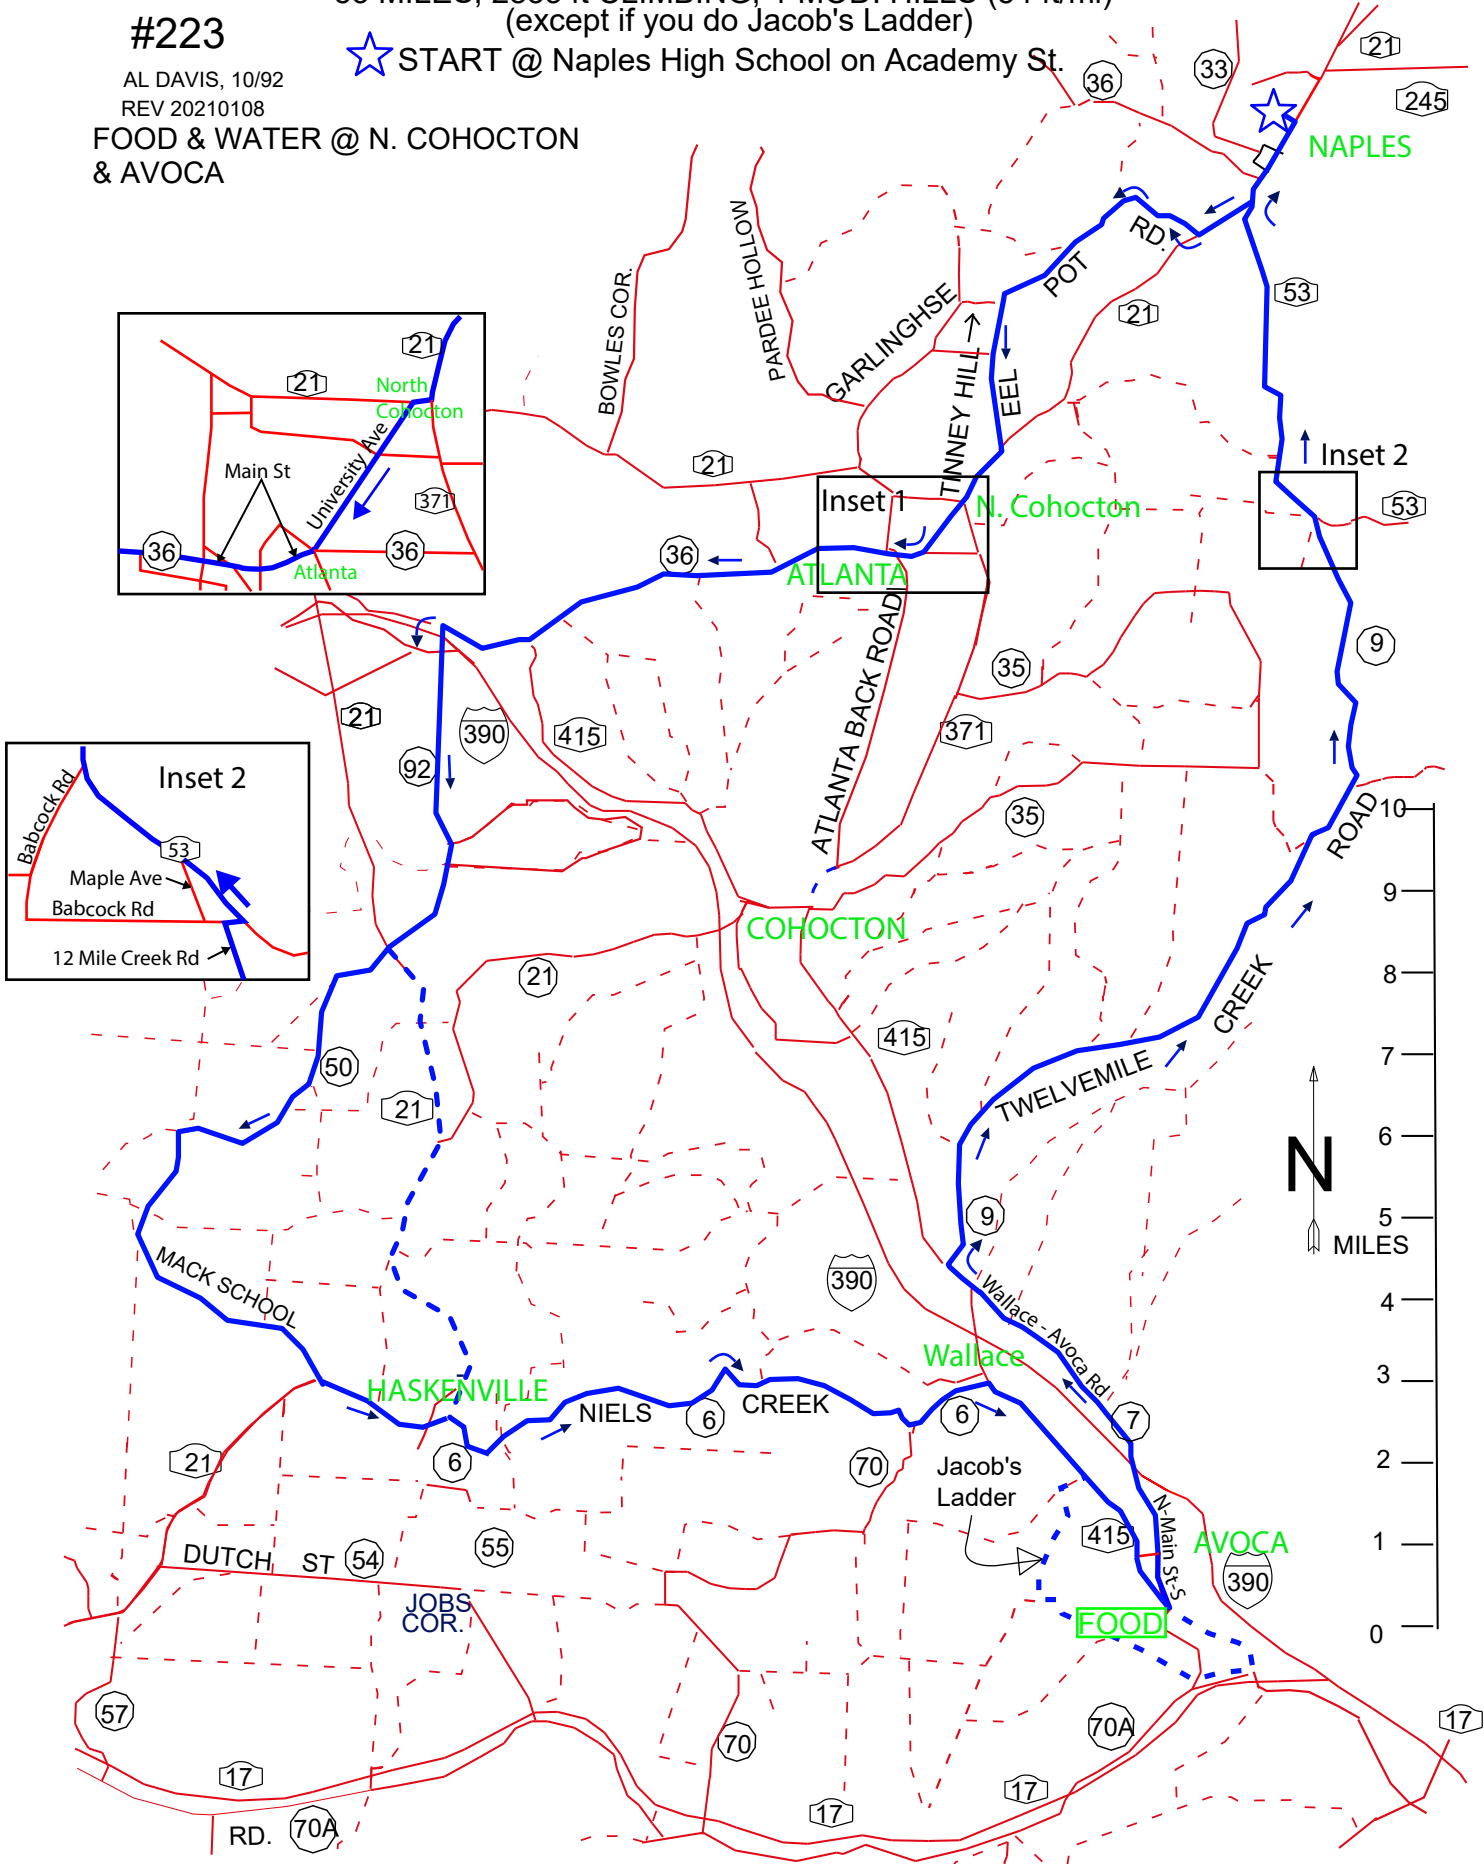 (except if you do Jacob's Ladder)
#223
START @ Naples High School on Academy St.
AL DAVIS, 10/92
REV 20210108
FOOD & WATER @ N. COHOCTON
& AVOCA
21
33
36
245
NAPLES
RD.
POT
53
21
BOWLES COR.
PARDEE HOLLOW
GARLINGHSE
TINNEY HILL
EEL
21
21
North
Cohocton
University Ave
Main St
371
36
36
Atlanta
21
Inset 1
N. Cohocton
Inset 2
53
36
ATLANTA
ATLANTA BACK ROAD
9
35
371
21
390
415
92
Inset 2
Babcock Rd
53
Maple Ave
Babcock Rd
12 Mile Creek Rd
35
ROAD
10
9
8
7
6
5
4
3
2
1
0
N
MILES
COHOCTON
21
CREEK
415
50
21
TWELVEMILE
9
MACK SCHOOL
390
Wallace - Avoca Rd
Wallace
HASKENVILLE
NIELS
6
CREEK
6
7
6
21
70
Jacob's
Ladder
N-Main St-S
415
AVOCA
390
DUTCH ST
54
55
JOBS
COR.
FOOD
57
70
70A
17
17
17
17
RD.
70A